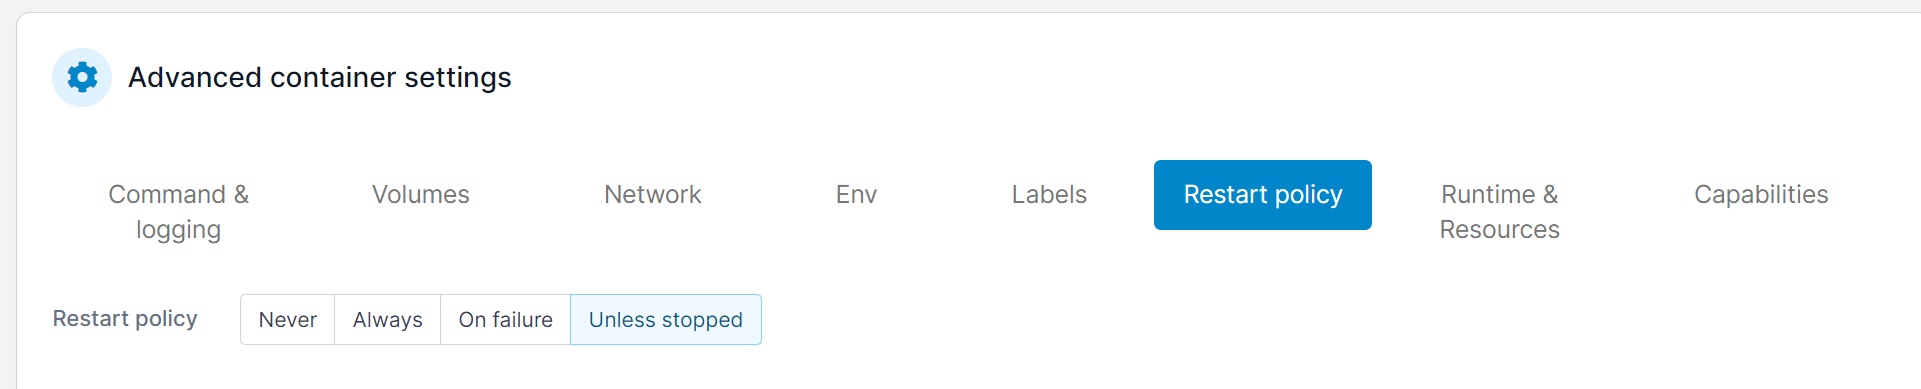 Advanced container settings
Command &
logging
Volumes
Network
Env
Labels
Restart policy
Runtime &
Resources
Capabilities
Restart policy
Never
Always
On failure
Unless stopped